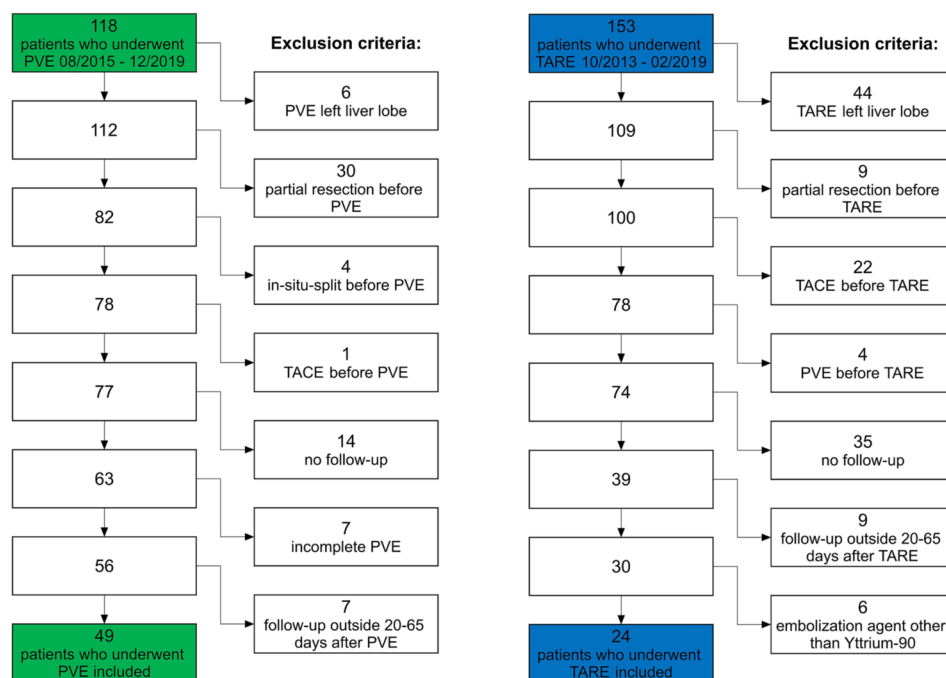 118
patients who underwent
PVE 08/2015 - 12/2019
Exclusion criteria:
6
PVE left liver lobe
112
30
partial resection before
PVE
82
4
in-situ-split before PVE
78
1
TACE before PVE
77
14
no follow-up
63
7
incomplete PVE
56
7
follow-up outside 20-65
days after PVE
49
patients who underwent
PVE included
153
patients who underwent
TARE 10/2013 - 02/2019
Exclusion criteria:
44
TARE left liver lobe
109
9
partial resection before
TARE
100
22
TACE before TARE
78
4
PVE before TARE
74
35
no follow-up
39
9
follow-up outside 20-65
days after TARE
30
6
embolization agent other
than Yttrium-90
24
patients who underwent
TARE included